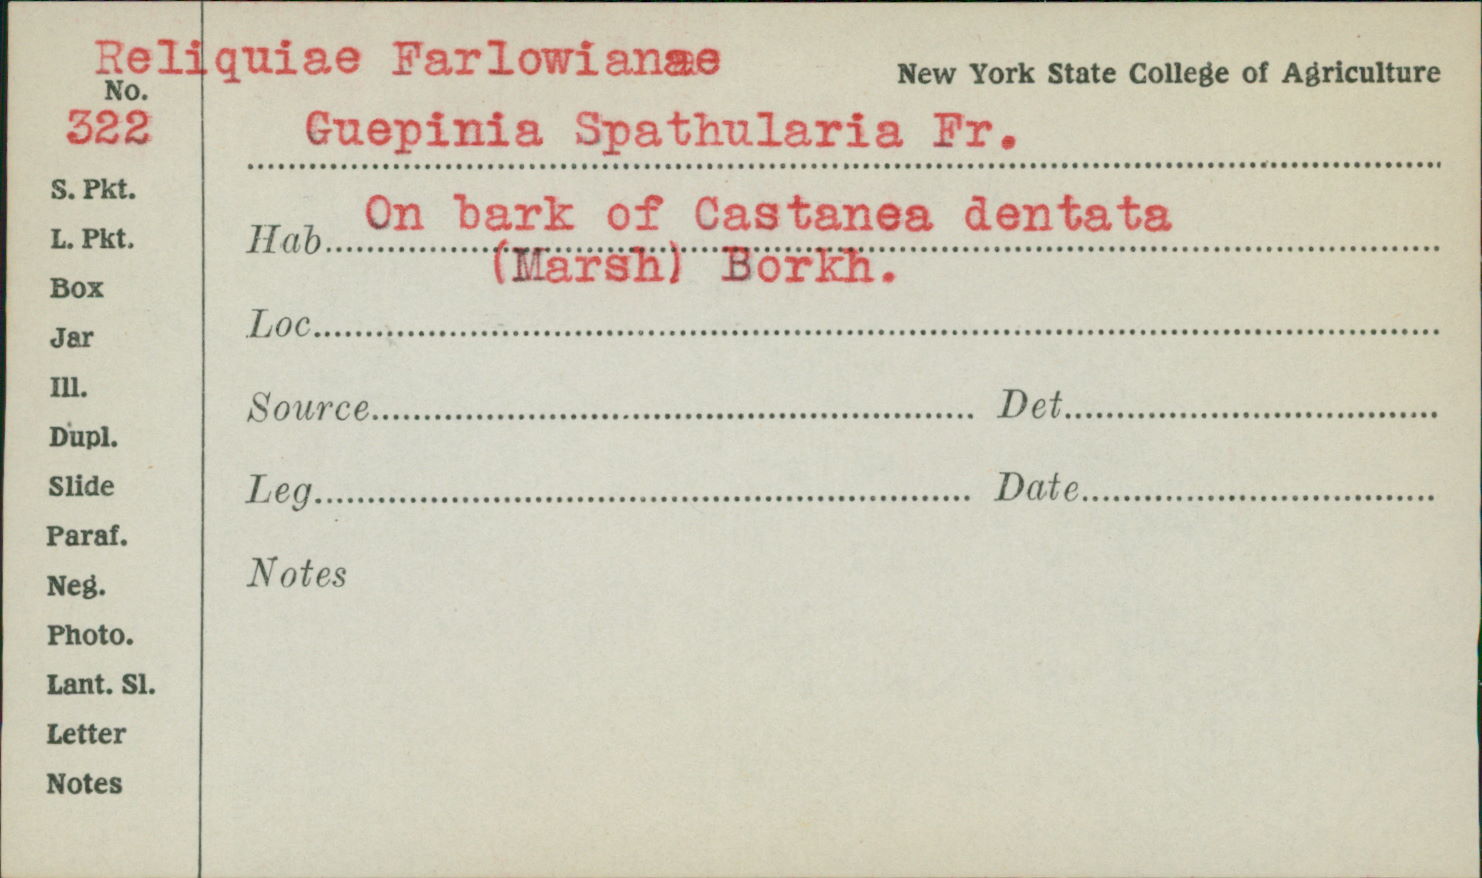 Reliquiae Farlowianae
New York State College of Agriculture
No.
322
Guepinia Spathularia Fr.
S. Pkt.
L. Pkt.
Box
Jar
Ill.
Dupl.
Slide
Paraf.
Neg.
Photo.
Lant. Sl.
Letter
Notes
Hab. On bark of Castanea dentata
(Marsh) Borkh.
Loc.
Source
Det.
Leg.
Date
Notes